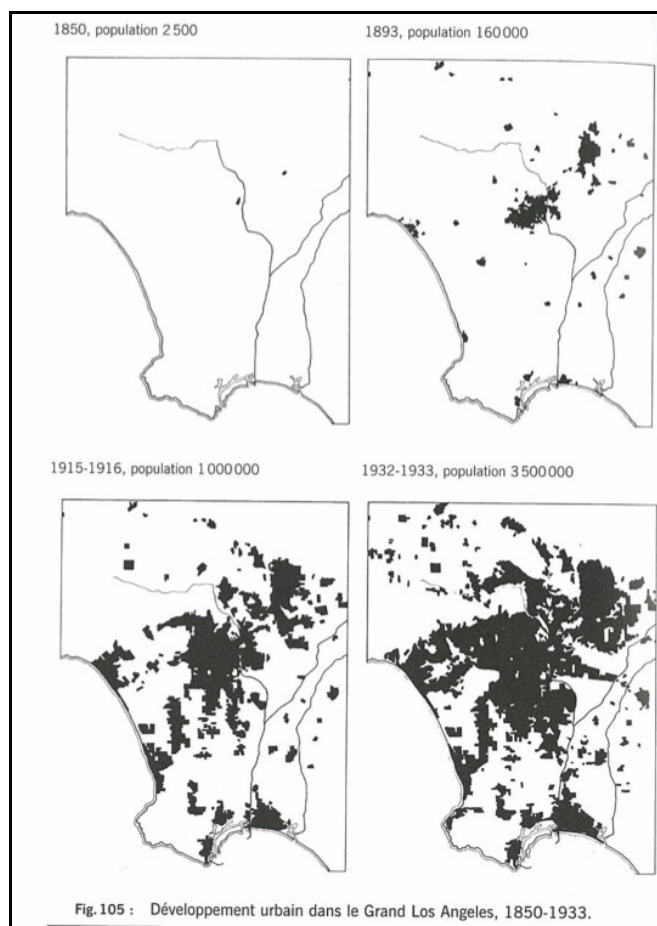 1850, population 2 500
1893, population 160 000
1915-1916, population 1 000 000
1932-1933, population 3 500 000
Fig. 105 : Développement urbain dans le Grand Los Angeles, 1850-1933.